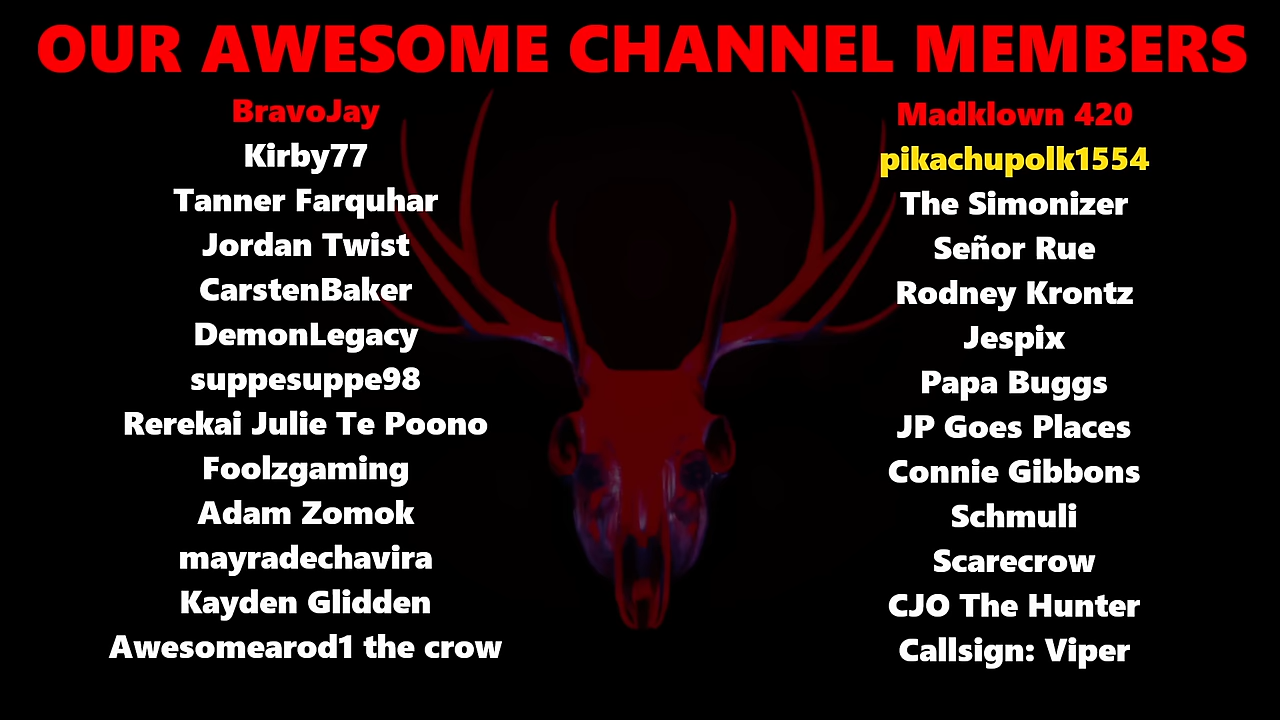 OUR AWESOME CHANNEL MEMBERS
BravoJay
Kirby77
Tanner Farquhar
Jordan Twist
CarstenBaker
DemonLegacy
suppesuppe98
Rerekai Julie Te Poono
Foolzgaming
Adam Zomok
mayradechavira
Kayden Glidden
Awesomearod1 the crow
Madklown 420
pikachupolk1554
The Simonizer
Señor Rue
Rodney Krontz
Jespix
Papa Buggs
JP Goes Places
Connie Gibbons
Schmuli
Scarecrow
CJO The Hunter
Callsign: Viper